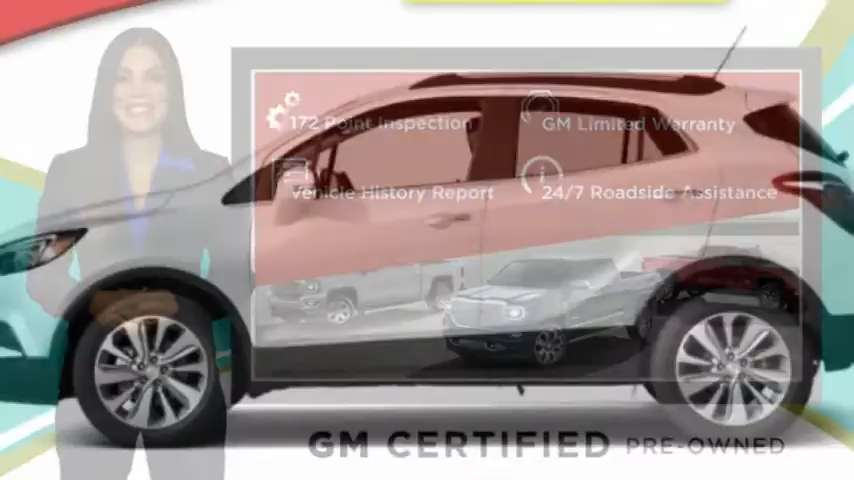 172 Point Inspection
GM Limited Warranty
Vehicle History Report
24/7 Roadside Assistance
GM CERTIFIED PRE-OWNED